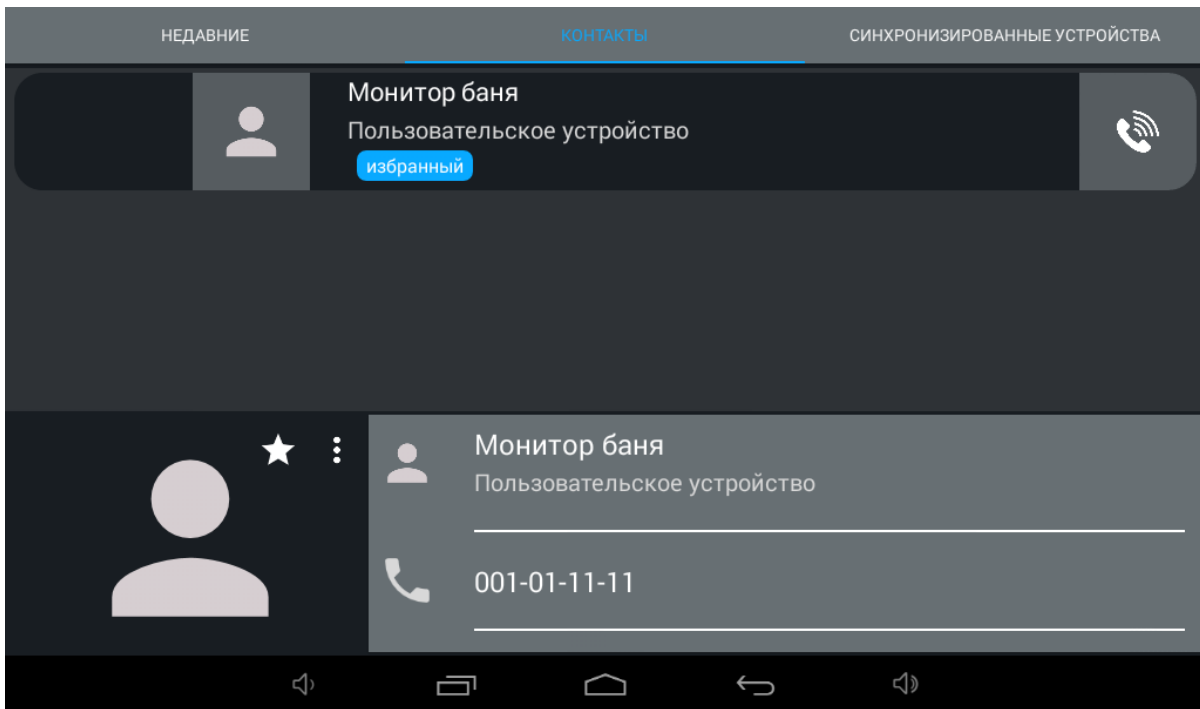 НЕДАВНИЕ
КОНТАКТЫ
СИНХРОНИЗИРОВАННЫЕ УСТРОЙСТВА
Монитор баня
Пользовательское устройство
избранный
Монитор баня
Пользовательское устройство
001-01-11-11